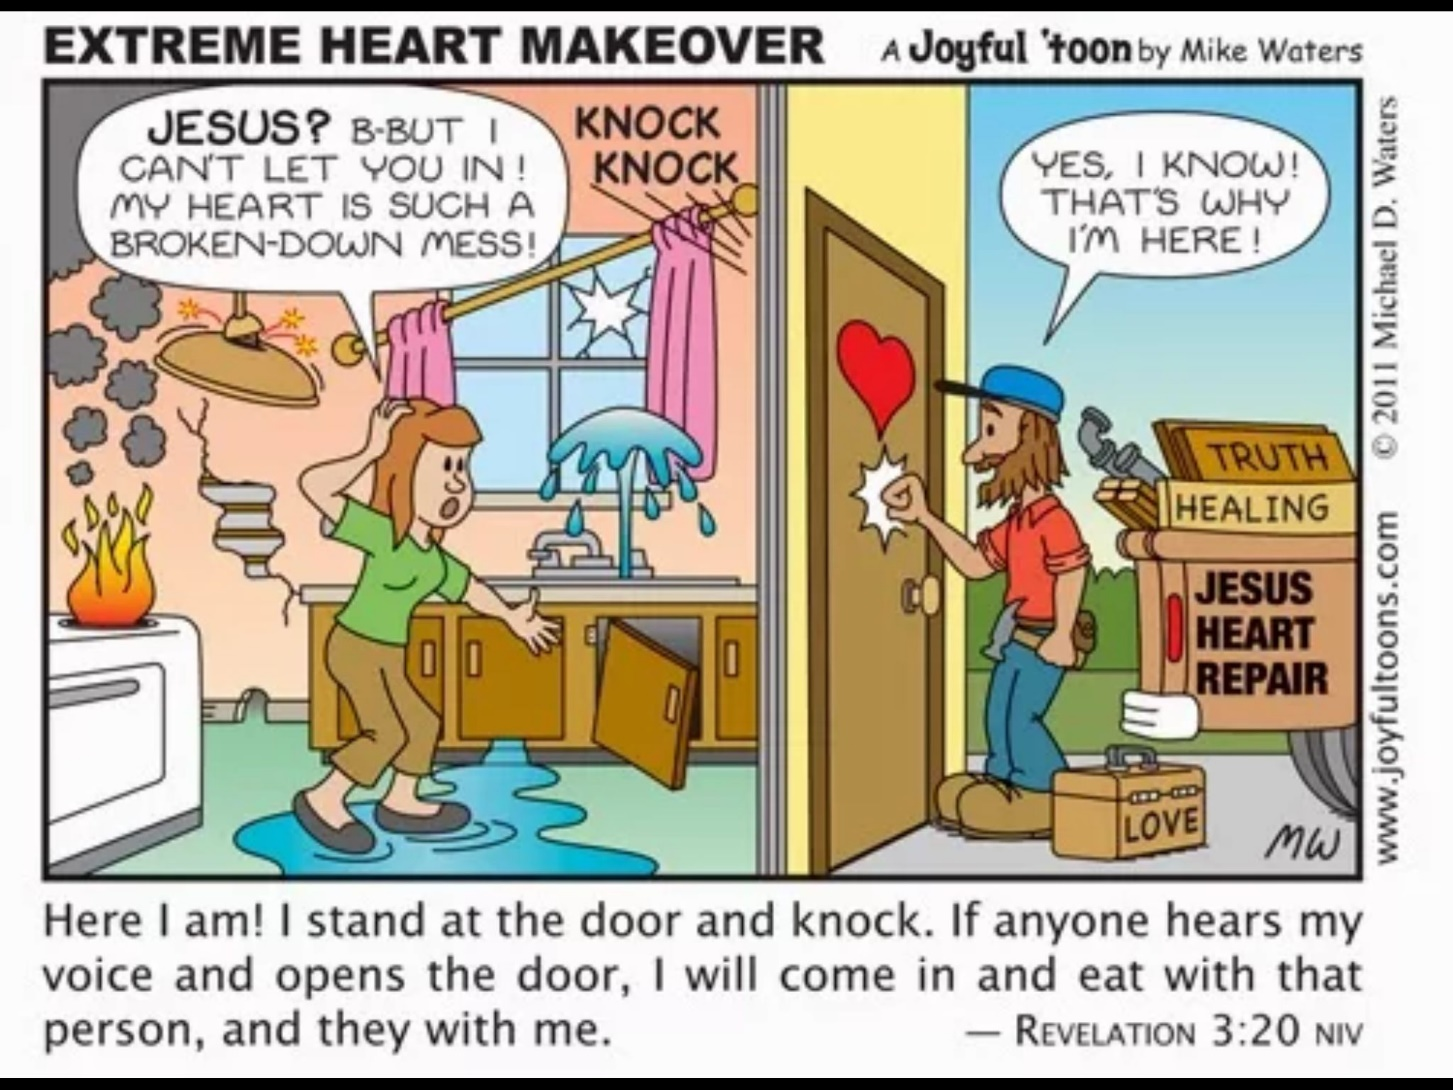 EXTREME HEART MAKEOVER
A Joyful 'toon by Mike Waters
JESUS? B-BUT I
CAN'T LET YOU IN!
MY HEART IS SUCH A
BROKEN-DOWN MESS!
KNOCK
KNOCK
YES, I KNOW!
THAT'S WHY
I'M HERE!
TRUTH
HEALING
JESUS
HEART
REPAIR
LOVE
MW
© 2011 Michael D. Waters
www.joyfultoons.com
Here I am! I stand at the door and knock. If anyone hears my
voice and opens the door, I will come in and eat with that
person, and they with me. — REVELATION 3:20 NIV